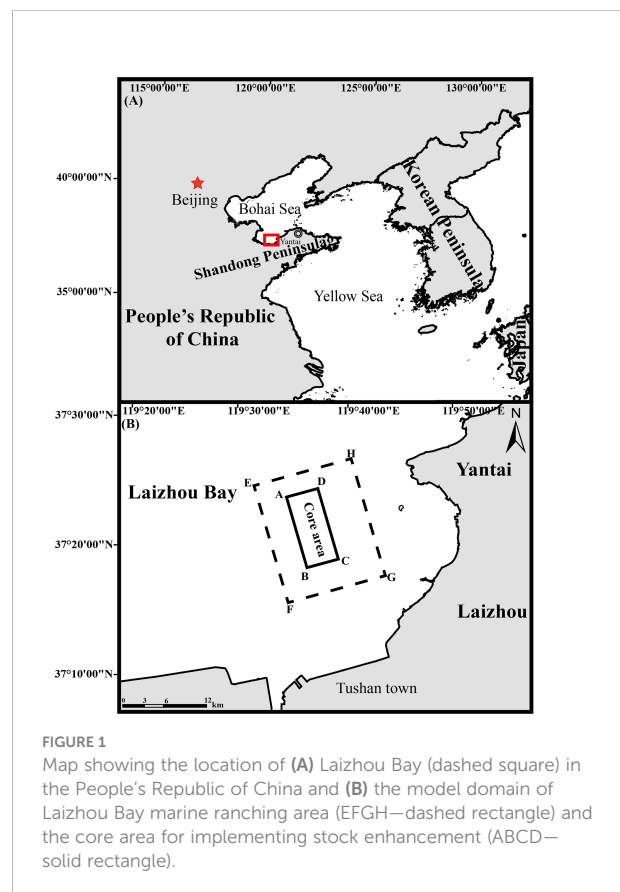 115°00'00"E 120°00'00"E 125°00'00"E 130°00'00"E
(A)
40°00'00"N
Beijing
Bohai Sea
Korean Peninsula
Yantai
Shandong Peninsula
35°00'00"N
Yellow Sea
People's Republic
of China
Japan
119°20'00"E 119°30'00"E 119°40'00"E 119°50'00"E
37°30'00"N
(B)
N
H
Yantai
E
Laizhou Bay
D
A
Core area
37°20'00"N
C
B
G
F
Laizhou
37°10'00"N
Tushan town
0 3 6 12
km
FIGURE 1
Map showing the location of (A) Laizhou Bay (dashed square) in
the People's Republic of China and (B) the model domain of
Laizhou Bay marine ranching area (EFGH—dashed rectangle) and
the core area for implementing stock enhancement (ABCD—
solid rectangle).